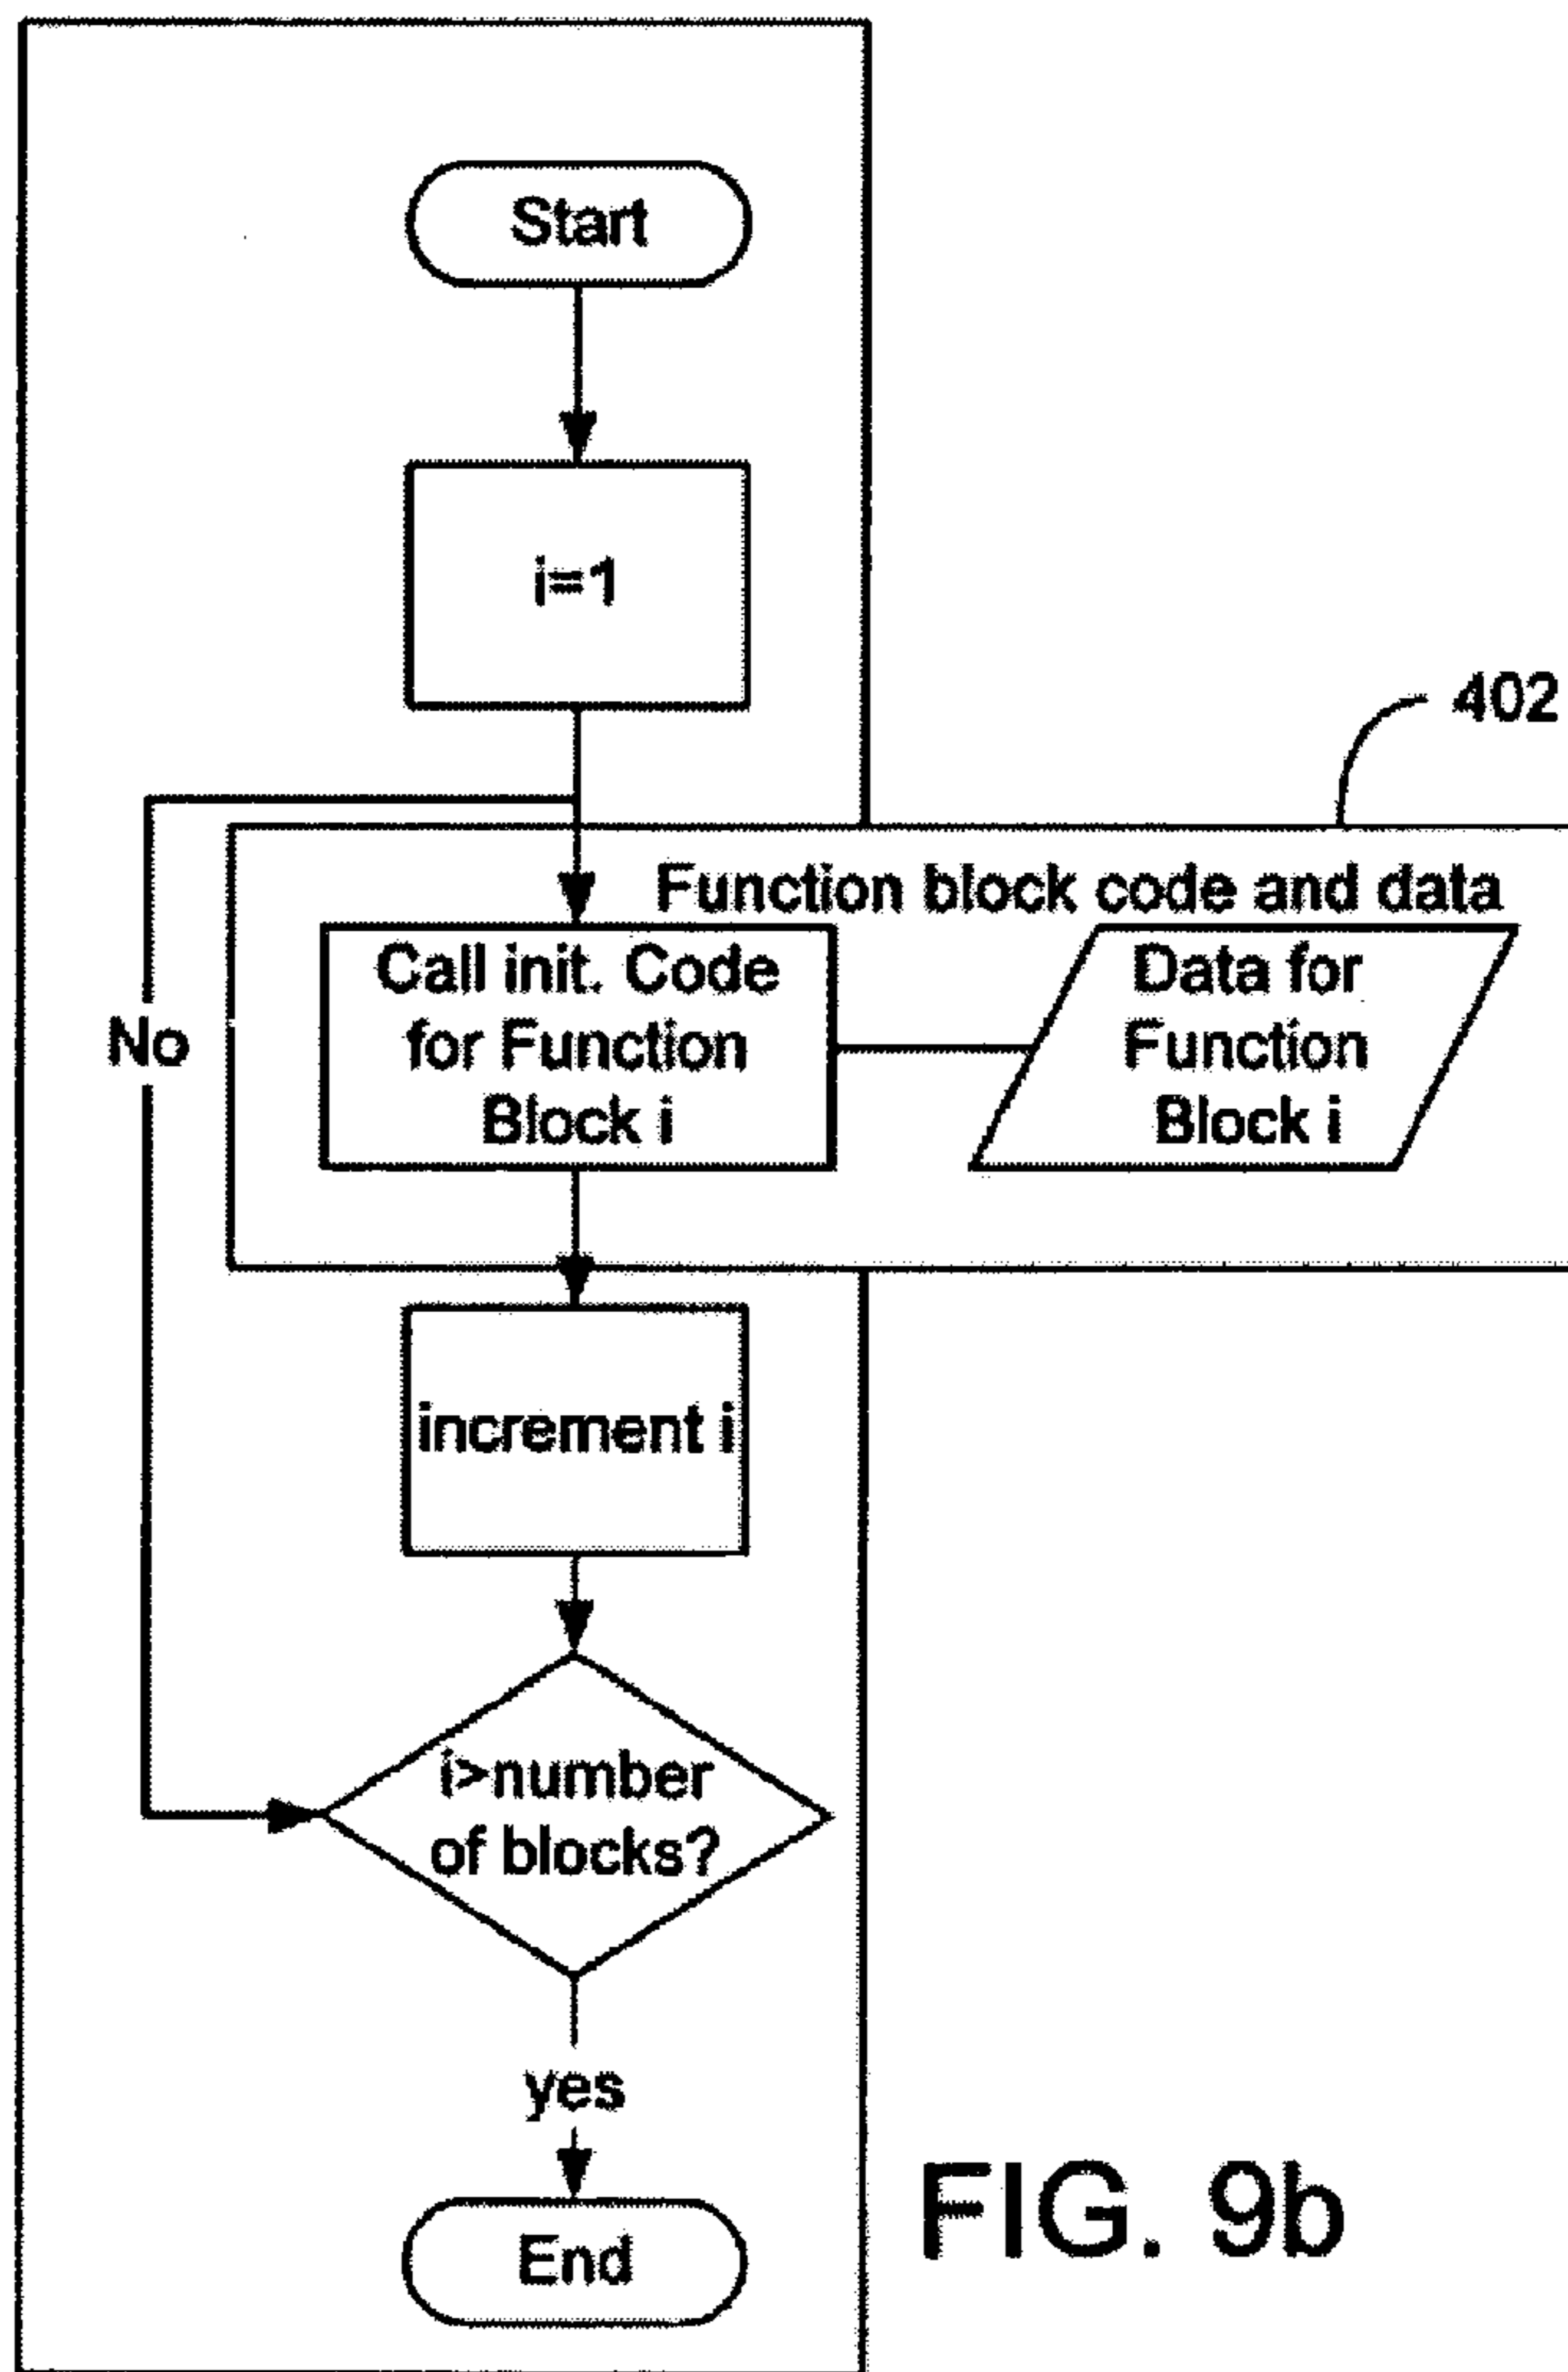 Start
i=1
402
Function block code and data
Call init. Code
for Function
Block i
Data for
Function
Block i
No
increment i
i>number
of blocks?
yes
End
FIG. 9b